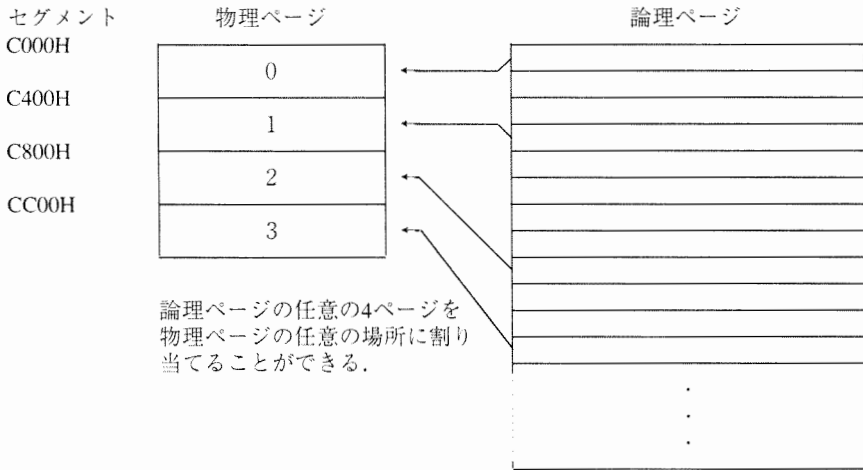 セグメント 物理ページ 論理ページ
C000H
0
C400H
1
C800H
2
CC00H
3
論理ページの任意の4ページを
物理ページの任意の場所に割り
当てることができる.